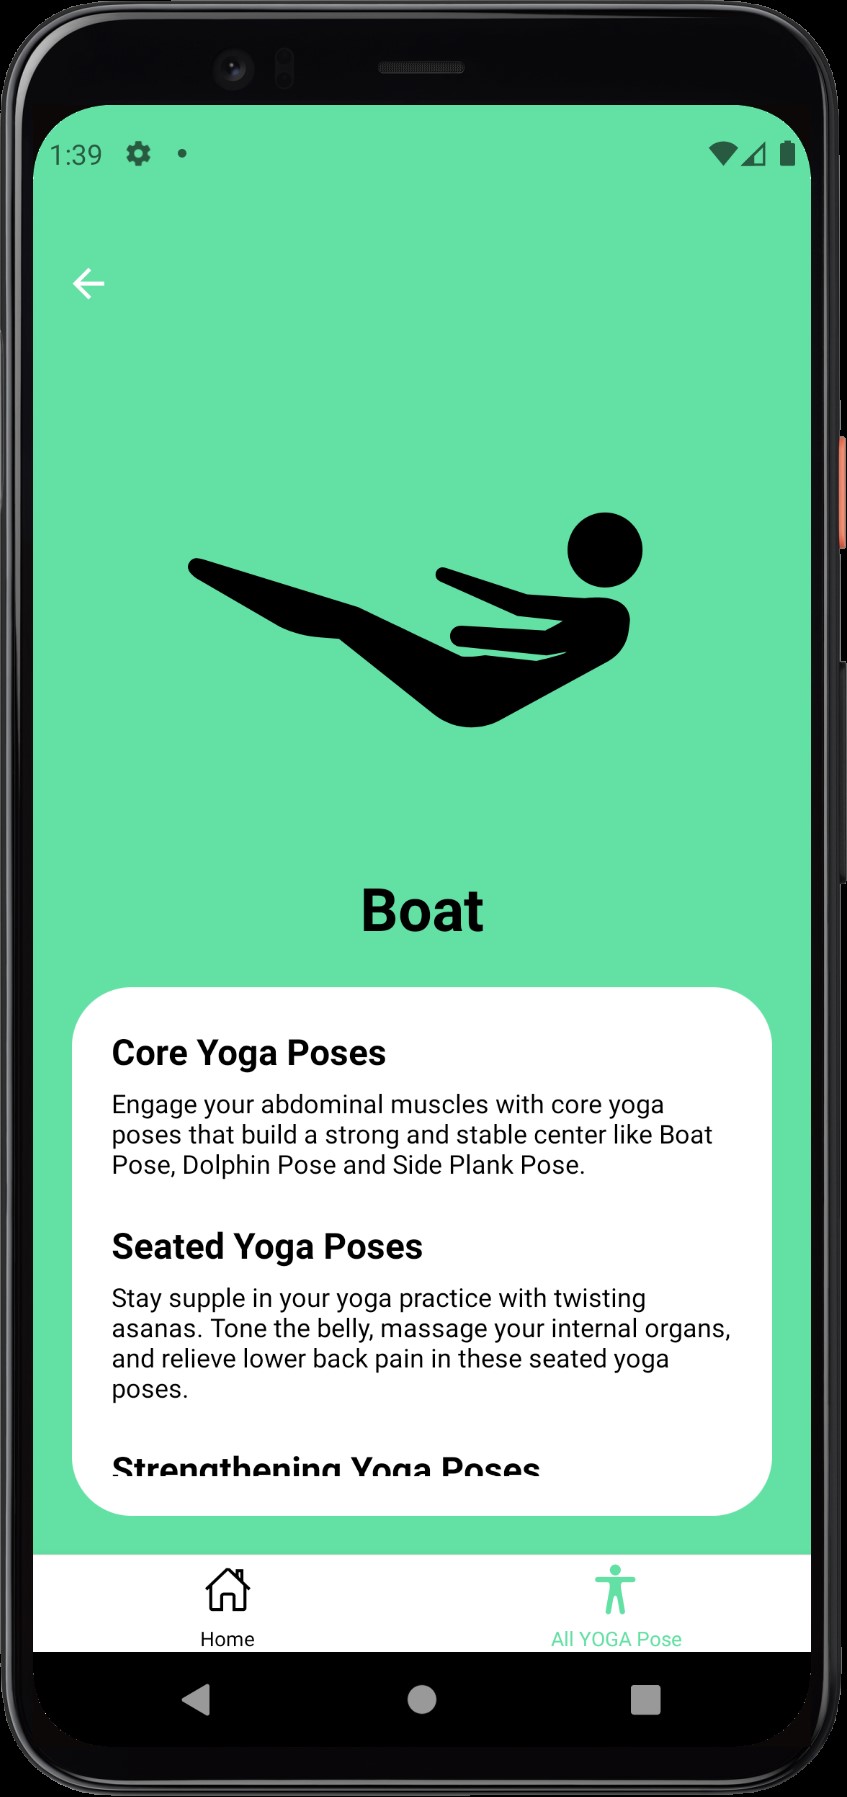 1:39
Boat
Core Yoga Poses
Engage your abdominal muscles with core yoga
poses that build a strong and stable center like Boat
Pose, Dolphin Pose and Side Plank Pose.
Seated Yoga Poses
Stay supple in your yoga practice with twisting
asanas. Tone the belly, massage your internal organs,
and relieve lower back pain in these seated yoga
poses.
Strengthening Yoga Poses
Home
All YOGA Pose